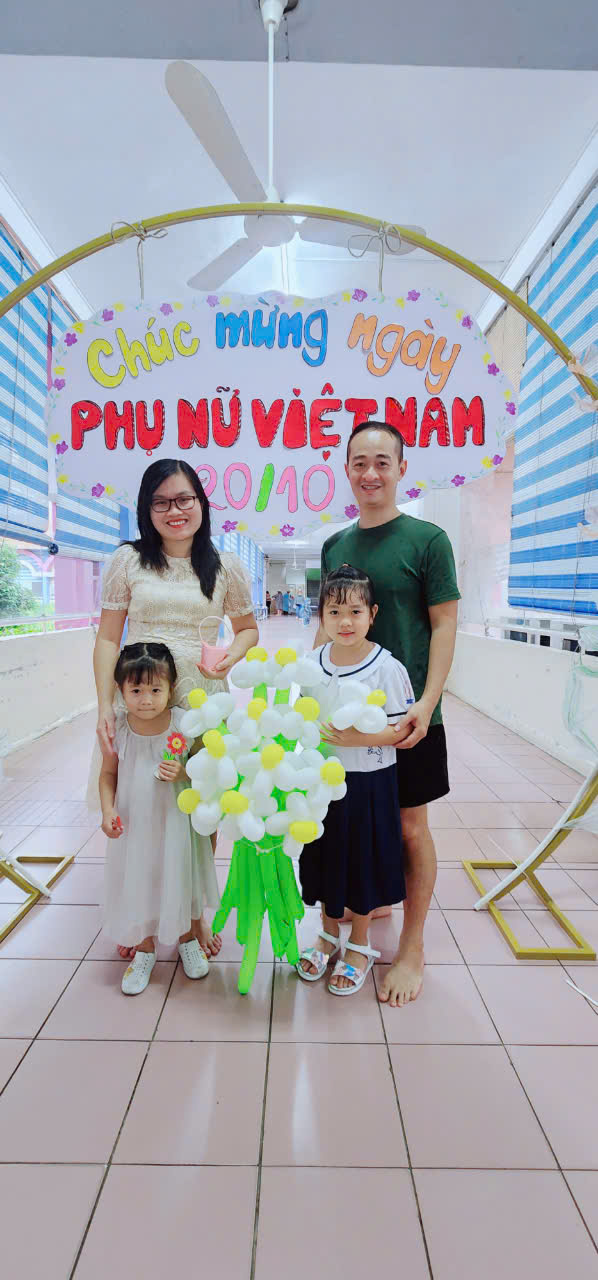 Chúc mừng ngày
PHỤ NỮ VIỆT NAM
20/10